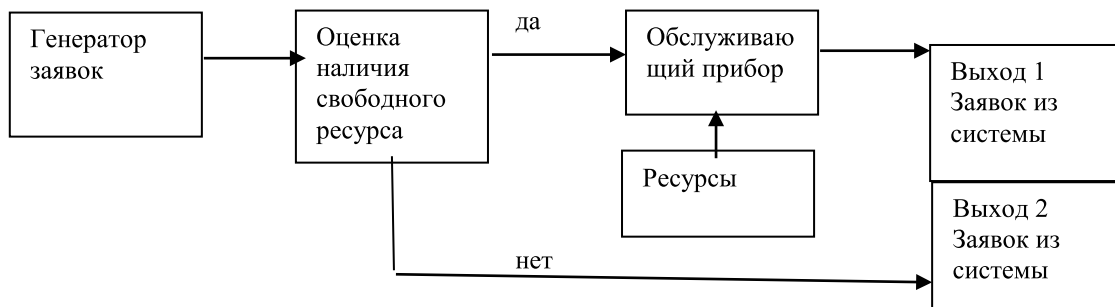 Генератор
заявок
Оценка
наличия
свободного
ресурса
да
Обслуживаю
щий прибор
Выход 1
Заявок из
системы
Ресурсы
Выход 2
Заявок из
системы
нет